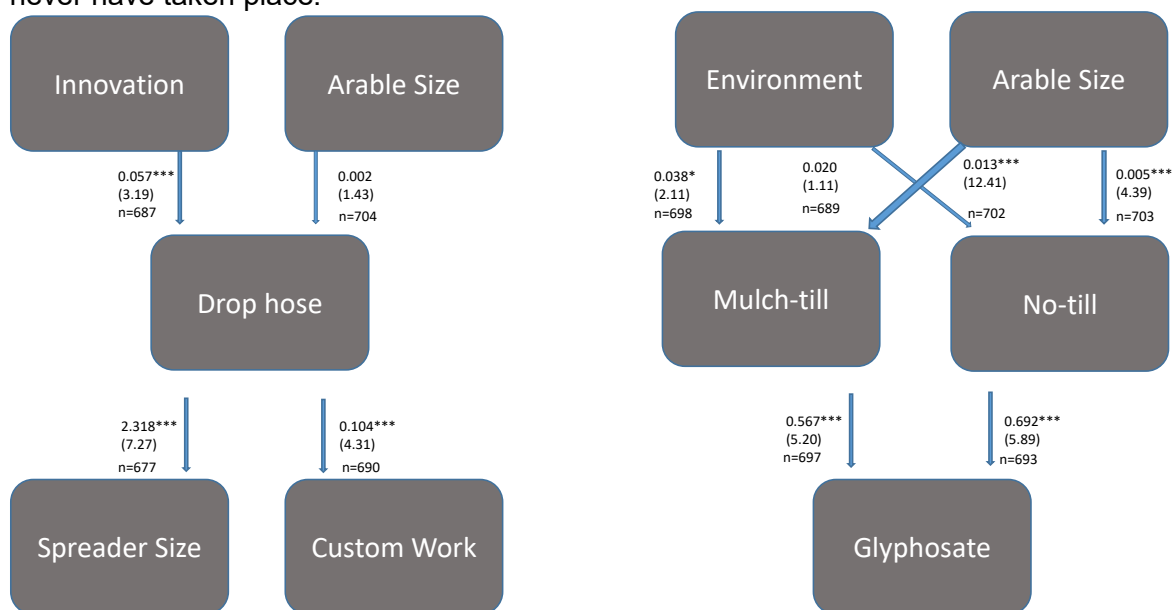 never have taken place.
Innovation
Arable Size
0.057***
(3.19)
n=687
0.002
(1.43)
n=704
Drop hose
2.318***
(7.27)
n=677
0.104***
(4.31)
n=690
Spreader Size
Custom Work
Environment
Arable Size
0.038*
(2.11)
n=698
0.020
(1.11)
n=689
0.013***
(12.41)
n=702
0.005***
(4.39)
n=703
Mulch-till
No-till
0.567***
(5.20)
n=697
0.692***
(5.89)
n=693
Glyphosate